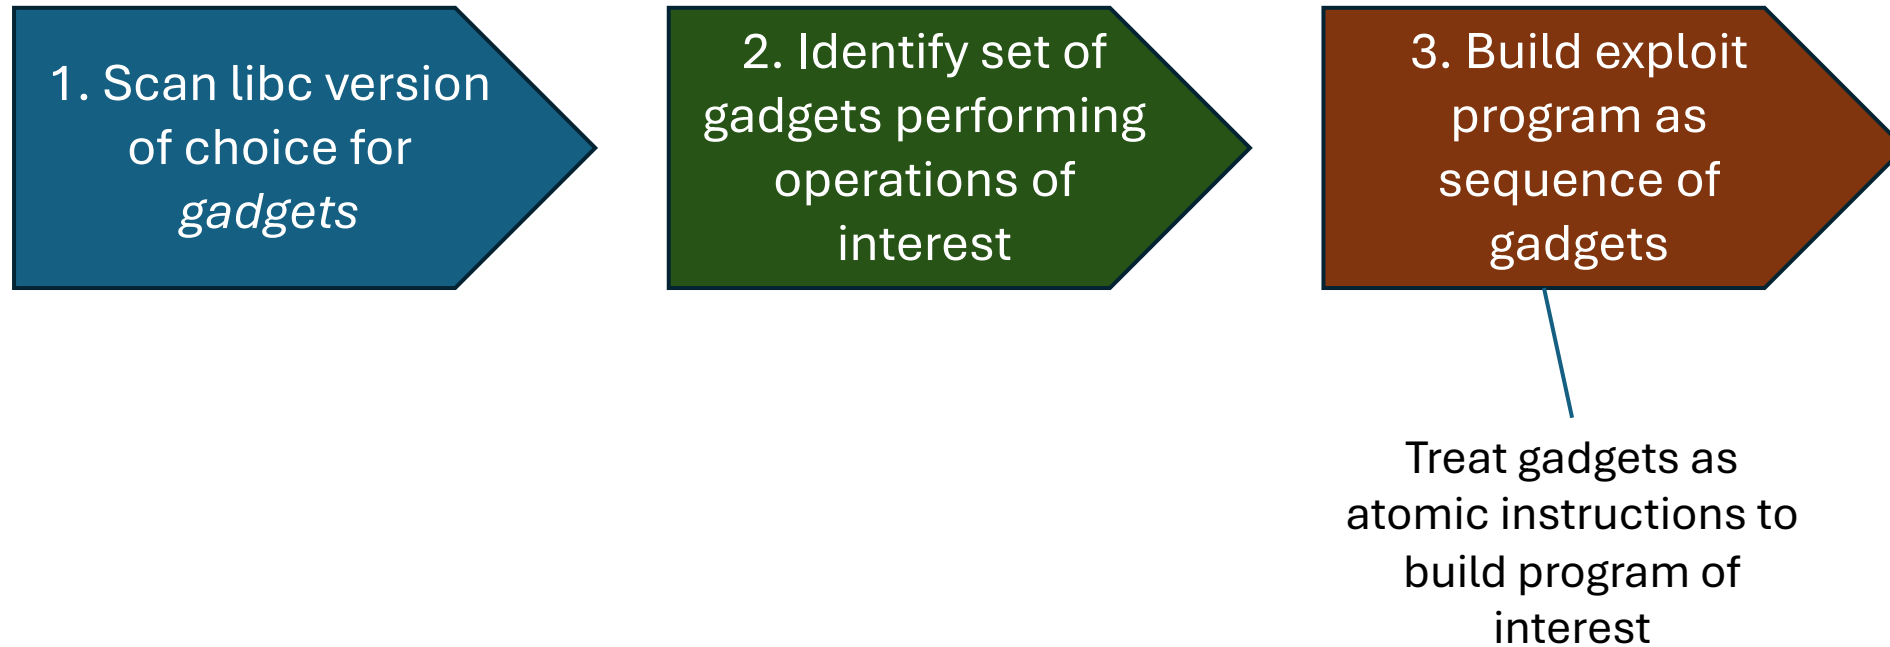 1. Scan libc version
of choice for
gadgets
2. Identify set of
gadgets performing
operations of
interest
3. Build exploit
program as
sequence of
gadgets
Treat gadgets as
atomic instructions to
build program of
interest